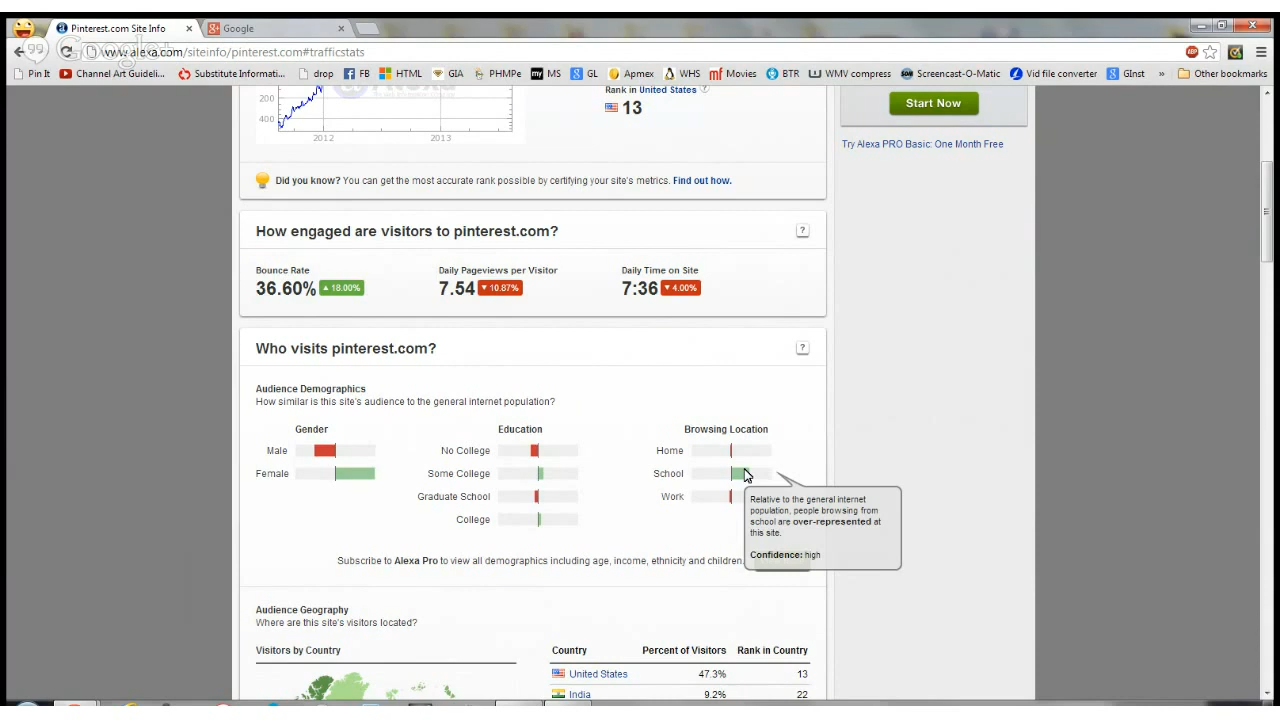 Pinterest.com Site Info
Google
Google+
www.alexa.com/siteinfo/pinterest.com#trafficstats
Pin It
Channel Art Guideli...
Substitute Informati...
drop
FB
HTML
GIA
PHMPe
MS
GL
Apmex
WHS
Movies
BTR
WMV compress
Screencast-O-Matic
Vid file converter
GInst
»
Other bookmarks
200
400
2012
2013
Alexa
Rank in United States ?
13
Start Now
Try Alexa PRO Basic: One Month Free
Did you know? You can get the most accurate rank possible by certifying your site's metrics. Find out how.
How engaged are visitors to pinterest.com?
?
Bounce Rate
36.60% ▲ 18.00%
Daily Pageviews per Visitor
7.54 ▼ 10.87%
Daily Time on Site
7:36 ▼ 4.00%
Who visits pinterest.com?
?
Audience Demographics
How similar is this site's audience to the general internet population?
Gender
Male
Female
Education
No College
Some College
Graduate School
College
Browsing Location
Home
School
Work
Relative to the general internet
population, people browsing from
school are over-represented at
this site.
Confidence: high
Subscribe to Alexa Pro to view all demographics including age, income, ethnicity and children.
Audience Geography
Where are this site's visitors located?
Visitors by Country
Country Percent of Visitors Rank in Country
United States 47.3% 13
India 9.2% 22